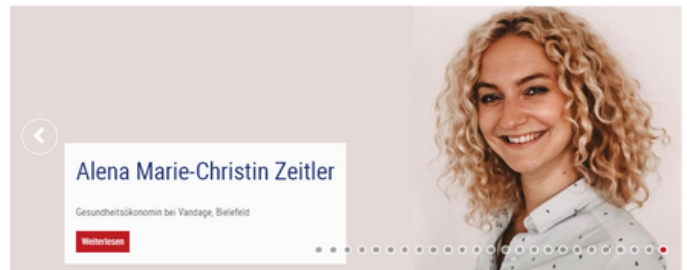 Alena Marie-Christin Zeitler
Gesundheitsökonomin bei Vandage, Bielefeld
Weiterlesen